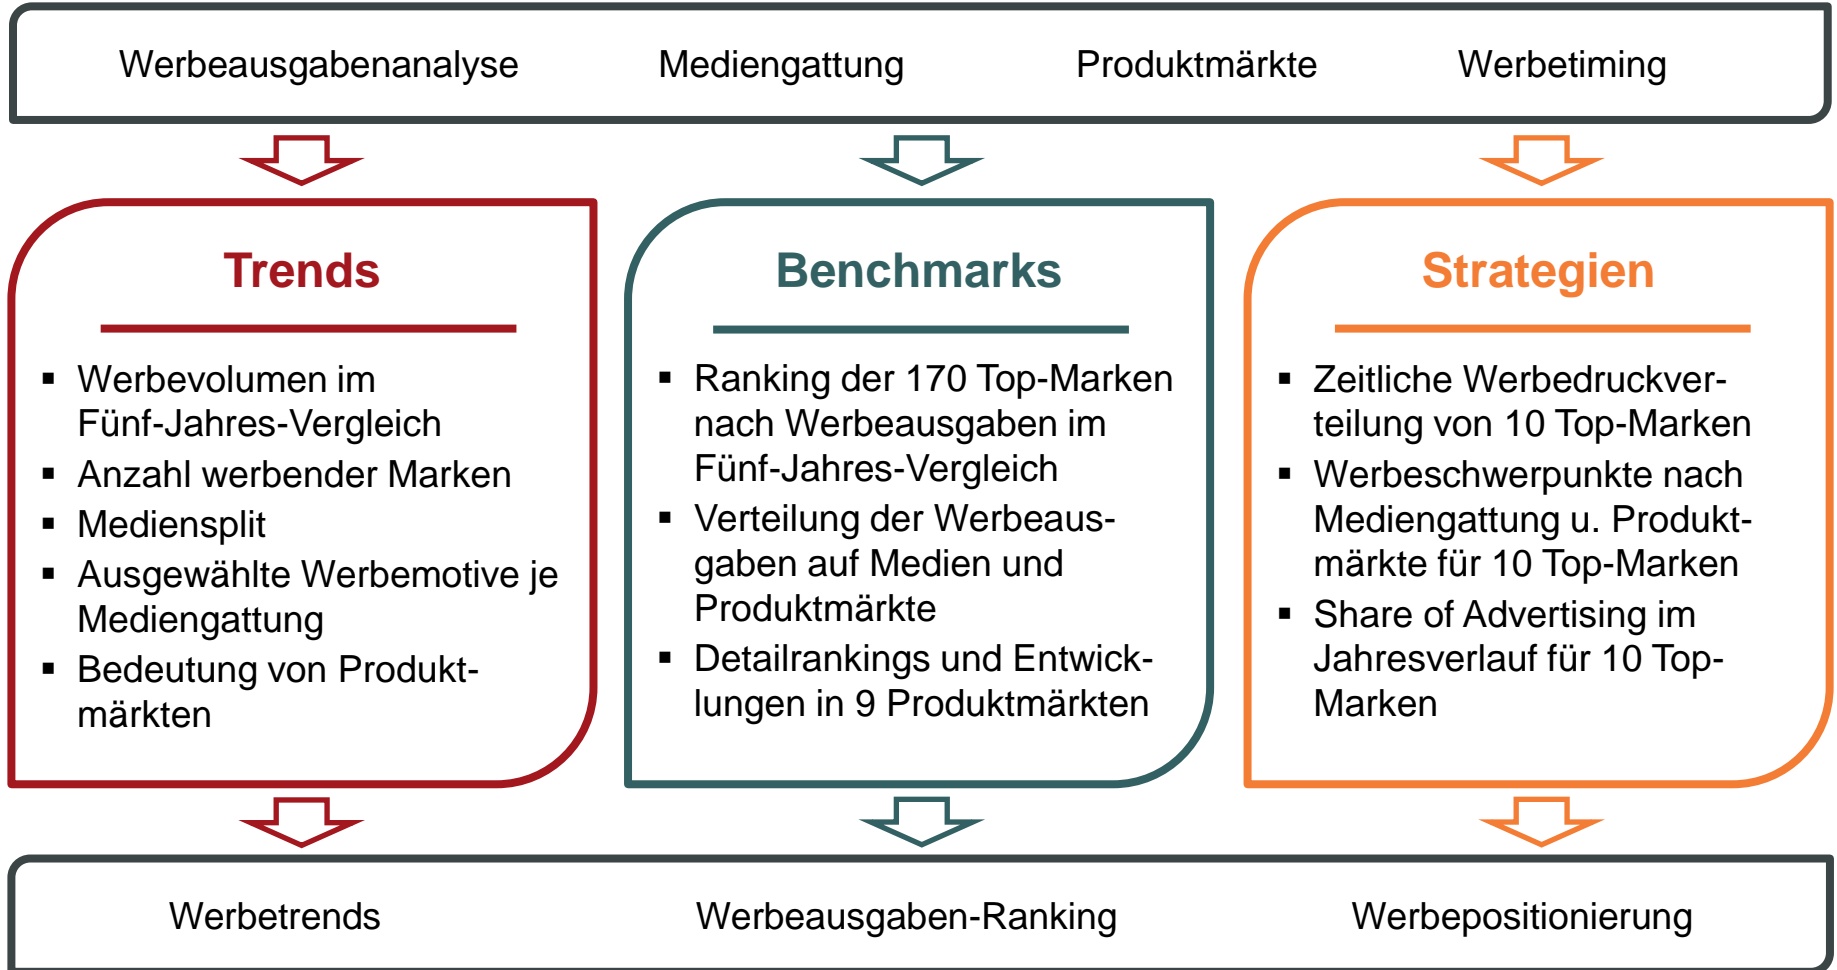 Werbeausgabenanalyse Mediengattung Produktmärkte Werbetiming
Trends
▪ Werbevolumen im
Fünf-Jahres-Vergleich
▪ Anzahl werbender Marken
▪ Mediensplit
▪ Ausgewählte Werbemotive je
Mediengattung
▪ Bedeutung von Produkt-
märkten
Benchmarks
▪ Ranking der 170 Top-Marken
nach Werbeausgaben im
Fünf-Jahres-Vergleich
▪ Verteilung der Werbeaus-
gaben auf Medien und
Produktmärkte
▪ Detailrankings und Entwick-
lungen in 9 Produktmärkten
Strategien
▪ Zeitliche Werbedruckver-
teilung von 10 Top-Marken
▪ Werbeschwerpunkte nach
Mediengattung u. Produkt-
märkte für 10 Top-Marken
▪ Share of Advertising im
Jahresverlauf für 10 Top-
Marken
Werbetrends Werbeausgaben-Ranking Werbepositionierung